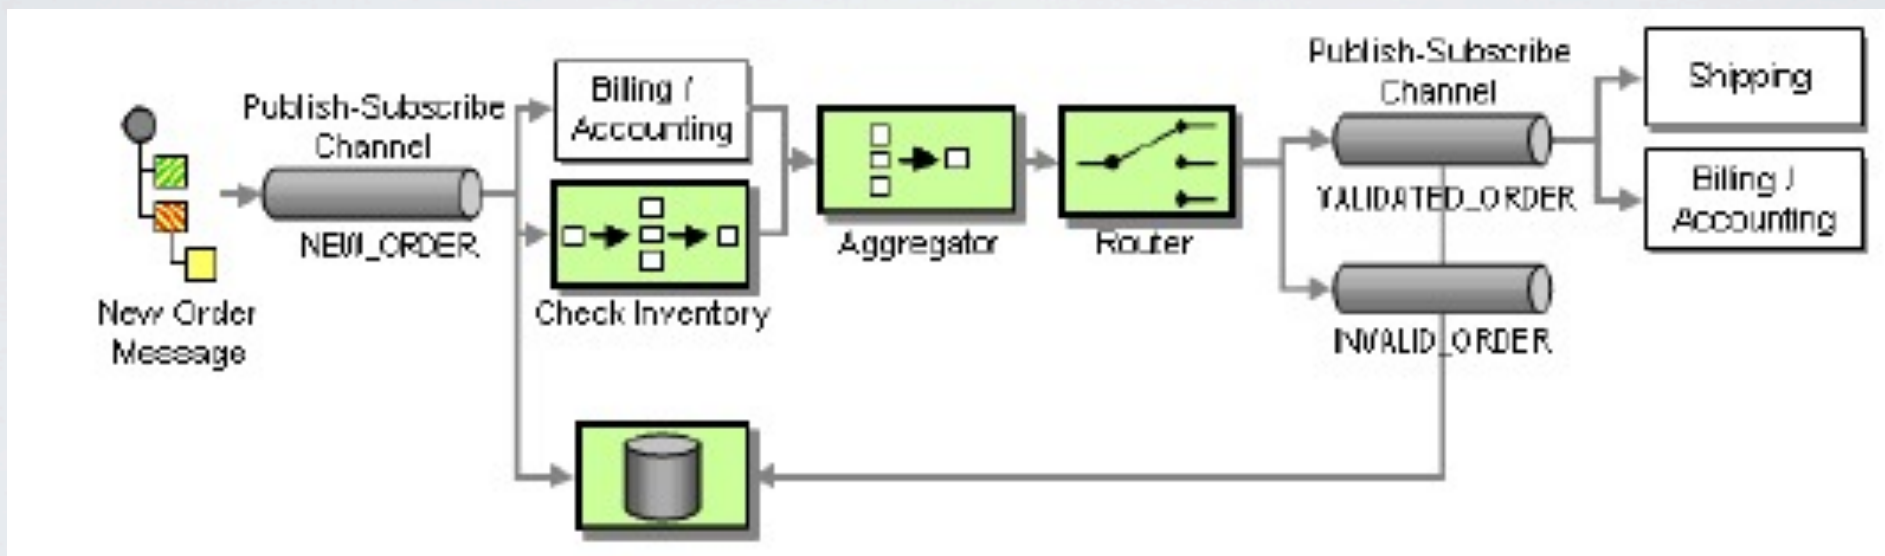 New Order
Message
Publish-Subscribe
Channel
NEW_ORDER
Billing /
Accounting
Check Inventory
Aggregator
Router
Publish-Subscribe
Channel
VALIDATED_ORDER
INVALID_ORDER
Shipping
Billing /
Accounting